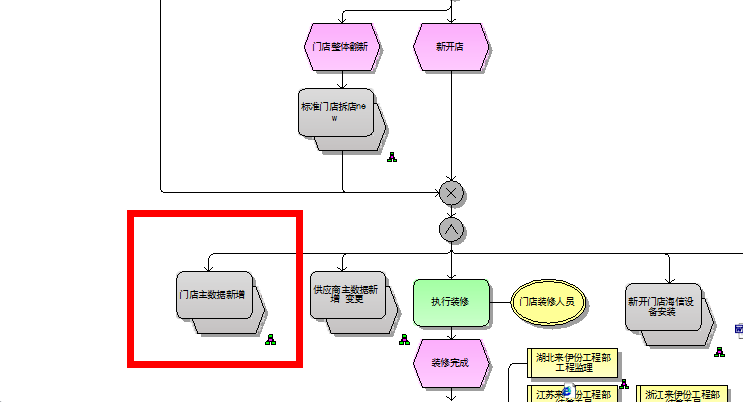 门店整体翻新
新开店
标准门店拆店ne
w
门店主数据新增
供应商主数据新
增 变更
执行装修
门店装修人员
新开门店海信设
备安装
装修完成
湖北来伊份工程部
工程监理
江苏来伊份工程部
浙江来伊份工程部